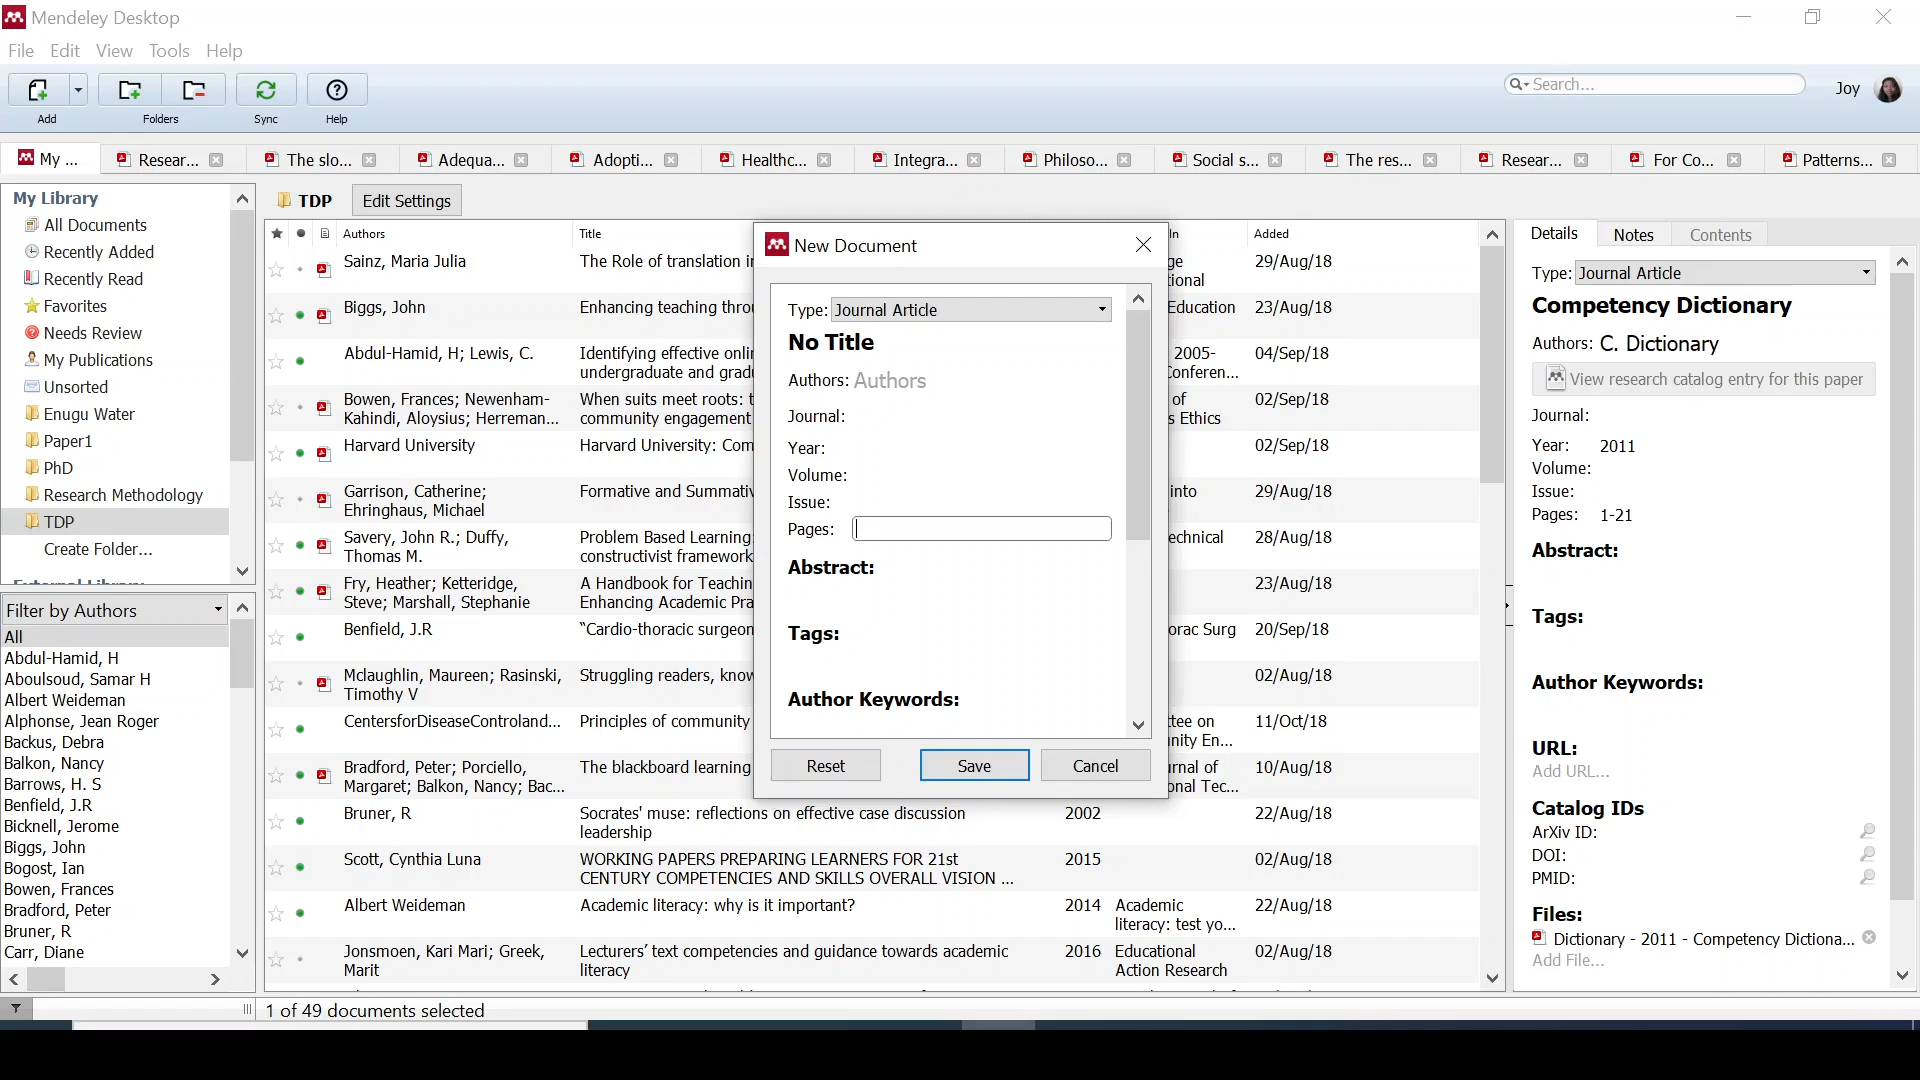 Mendeley Desktop
File Edit View Tools Help
Search...
Joy
Add Folders Sync Help
My ... Resear... The slo... Adequa... Adopti... Healthc... Integra... Philoso... Social s... The res... Resear... For Co... Patterns...
My Library
All Documents
Recently Added
Recently Read
Favorites
Needs Review
My Publications
Unsorted
Enugu Water
Paper1
PhD
Research Methodology
TDP
Create Folder...
Filter by Authors
All
Abdul-Hamid, H
Aboulsoud, Samar H
Albert Weideman
Alphonse, Jean Roger
Backus, Debra
Balkon, Nancy
Barrows, H. S
Benfield, J.R
Bicknell, Jerome
Biggs, John
Bogost, Ian
Bowen, Frances
Bradford, Peter
Bruner, R
Carr, Diane
TDP Edit Settings
Authors Title In Added
Sainz, Maria Julia The Role of translation in ge 29/Aug/18
ional
Biggs, John Enhancing teaching throu Education 23/Aug/18
Abdul-Hamid, H; Lewis, C. Identifying effective onlin 2005- 04/Sep/18
undergraduate and gradu Conferen...
Bowen, Frances; Newenham- When suits meet roots: t of 02/Sep/18
Kahindi, Aloysius; Herreman... community engagement s Ethics
Harvard University Harvard University: Com 02/Sep/18
Garrison, Catherine; Formative and Summativ into 29/Aug/18
Ehringhaus, Michael
Savery, John R.; Duffy, Problem Based Learning: echnical 28/Aug/18
Thomas M. constructivist framework
Fry, Heather; Ketteridge, A Handbook for Teachin 23/Aug/18
Steve; Marshall, Stephanie Enhancing Academic Pra
Benfield, J.R “Cardio-thoracic surgeon orac Surg 20/Sep/18
Mclaughlin, Maureen; Rasinski, Struggling readers, know 02/Aug/18
Timothy V
CentersforDiseaseControland... Principles of community ttee on 11/Oct/18
nity En...
Bradford, Peter; Porciello, The blackboard learning rnal of 10/Aug/18
Margaret; Balkon, Nancy; Bac... onal Tec...
Bruner, R Socrates' muse: reflections on effective case discussion 2002 22/Aug/18
leadership
Scott, Cynthia Luna WORKING PAPERS PREPARING LEARNERS FOR 21st 2015 02/Aug/18
CENTURY COMPETENCIES AND SKILLS OVERALL VISION ...
Albert Weideman Academic literacy: why is it important? 2014 Academic 22/Aug/18
literacy: test yo...
Jonsmoen, Kari Mari; Greek, Lecturers’ text competencies and guidance towards academic 2016 Educational 02/Aug/18
Marit literacy Action Research
New Document
Type: Journal Article
No Title
Authors: Authors
Journal:
Year:
Volume:
Issue:
Pages:
Abstract:
Tags:
Author Keywords:
Reset Save Cancel
Details Notes Contents
Type: Journal Article
Competency Dictionary
Authors: C. Dictionary
View research catalog entry for this paper
Journal:
Year: 2011
Volume:
Issue:
Pages: 1-21
Abstract:
Tags:
Author Keywords:
URL:
Add URL...
Catalog IDs
ArXiv ID:
DOI:
PMID:
Files:
Dictionary - 2011 - Competency Dictiona...
Add File...
1 of 49 documents selected